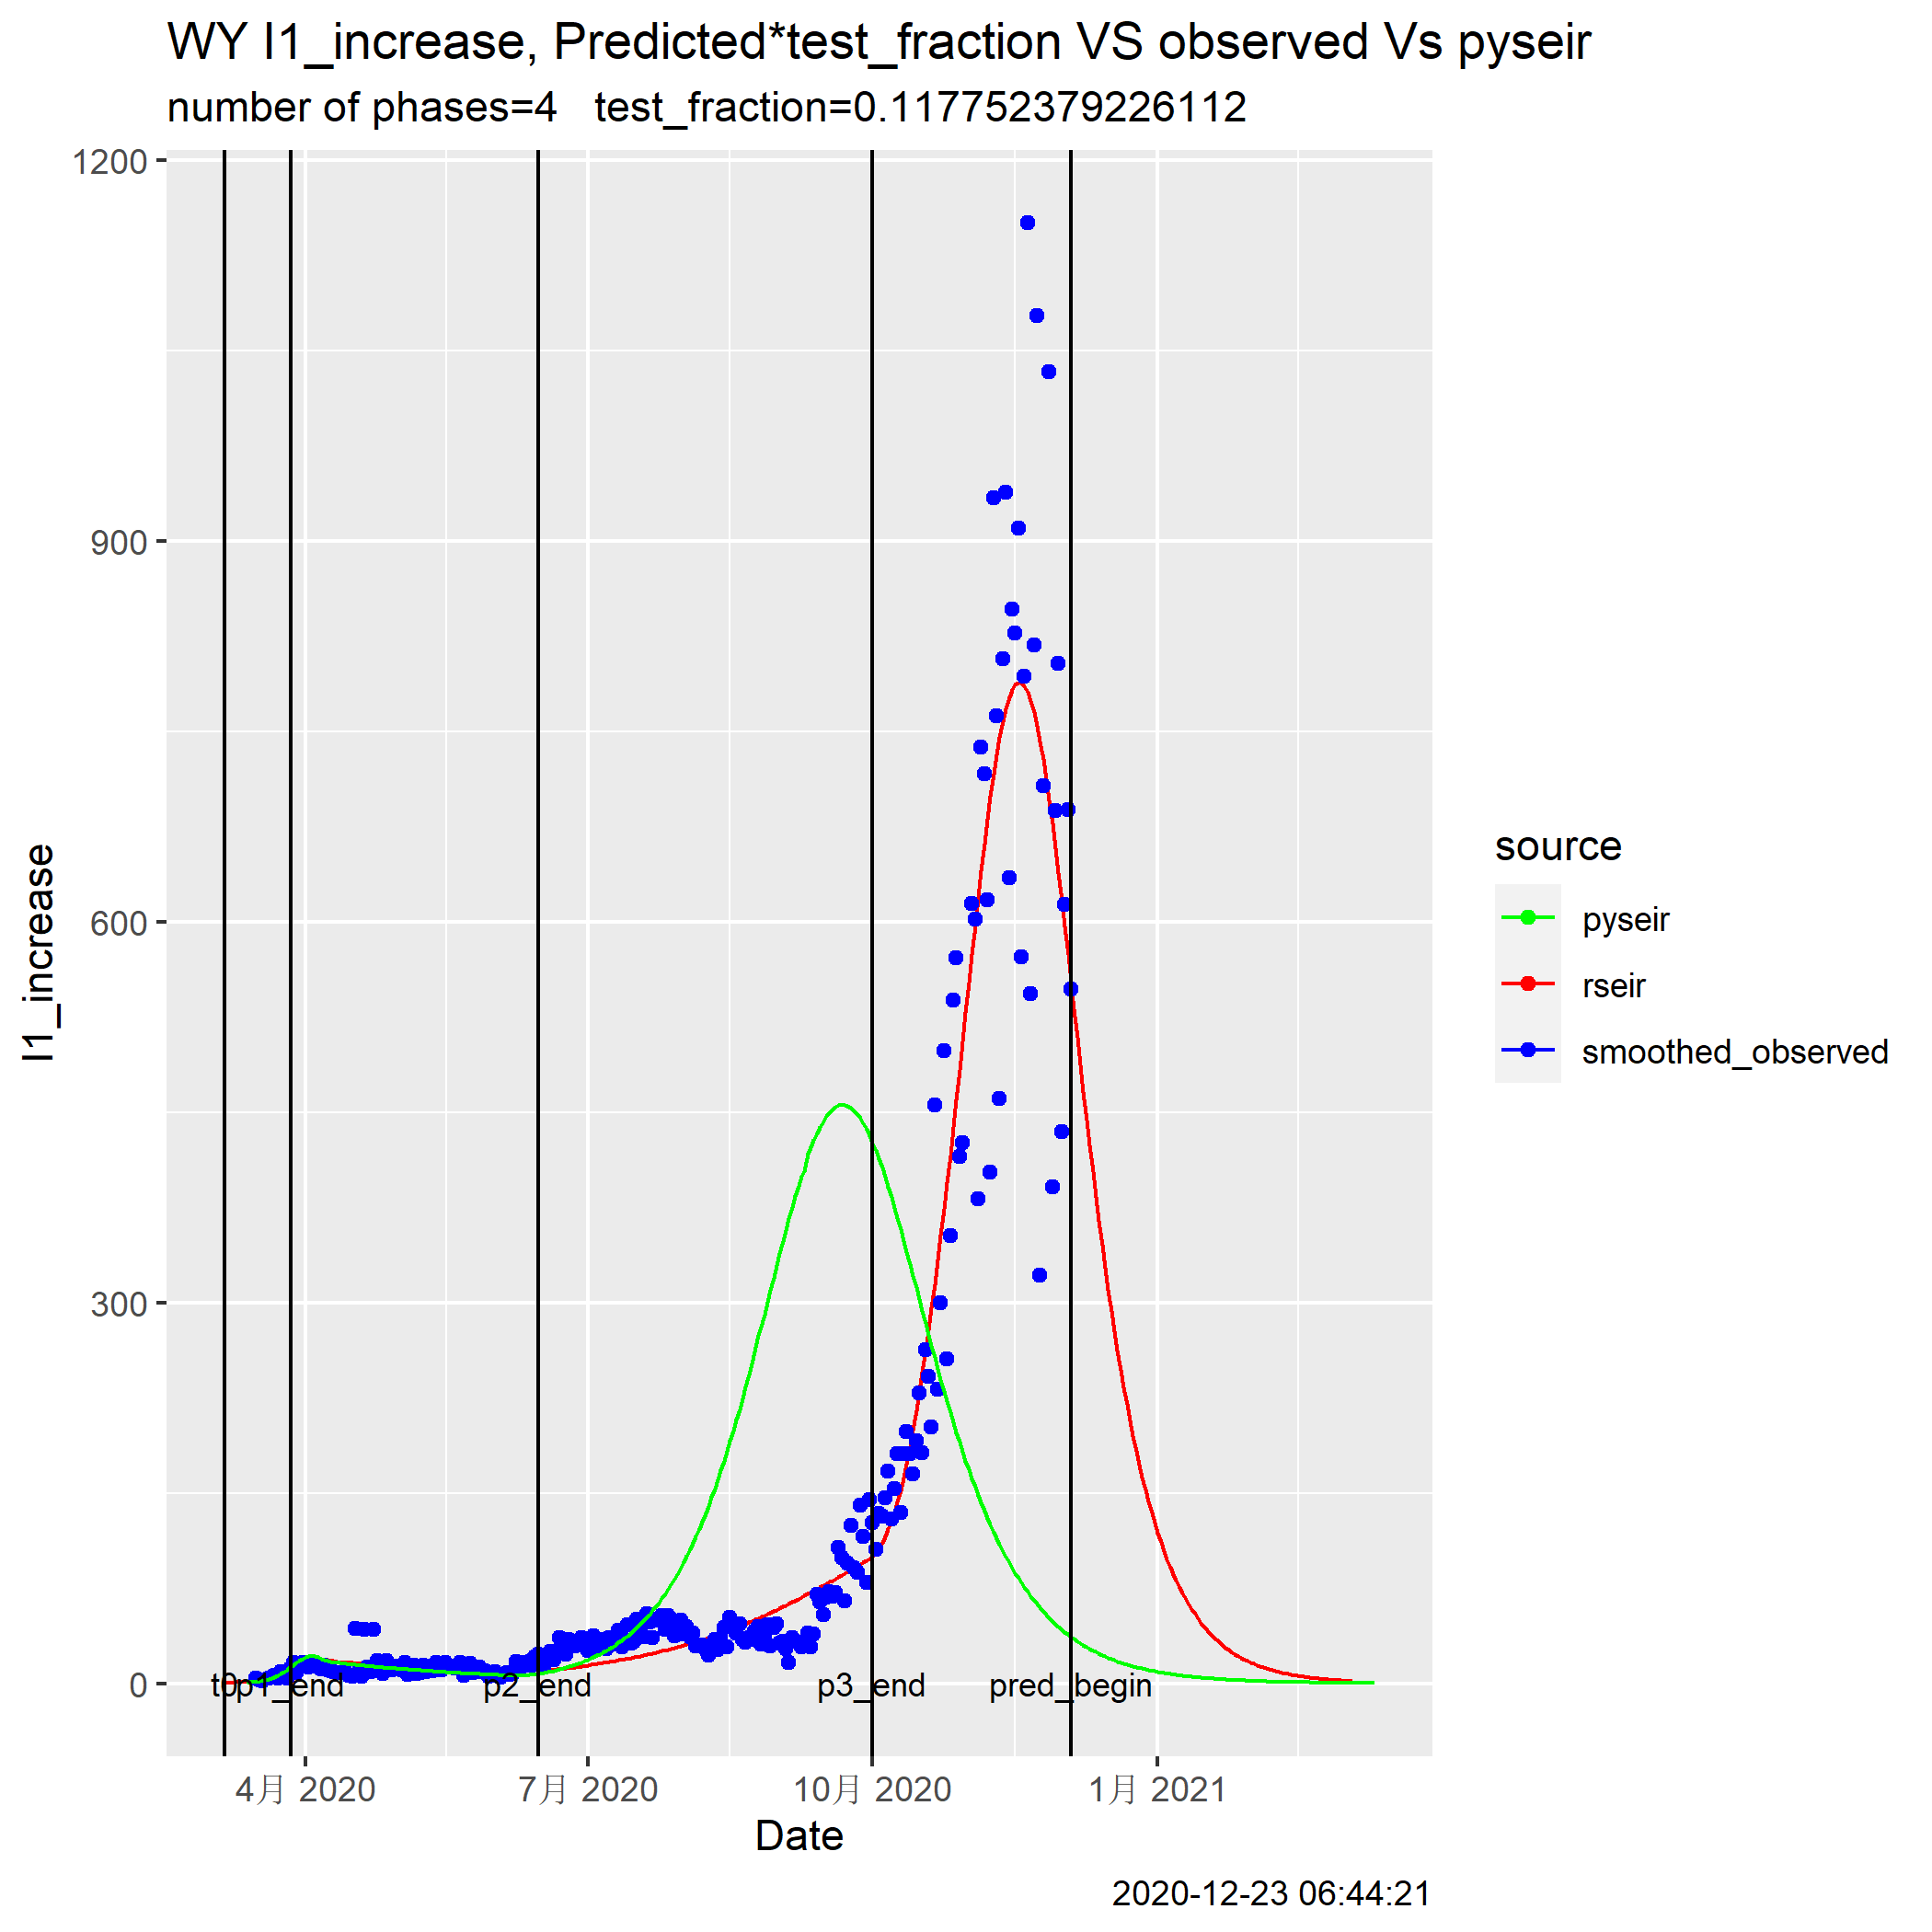 WY I1_increase, Predicted*test_fraction VS observed Vs pyseir
number of phases=4 test_fraction=0.117752379226112
1200
900
600
300
0
I1_increase
t0
p1_end
p2_end
p3_end
pred_begin
4月 2020
7月 2020
10月 2020
1月 2021
Date
source
pyseir
rseir
smoothed_observed
2020-12-23 06:44:21